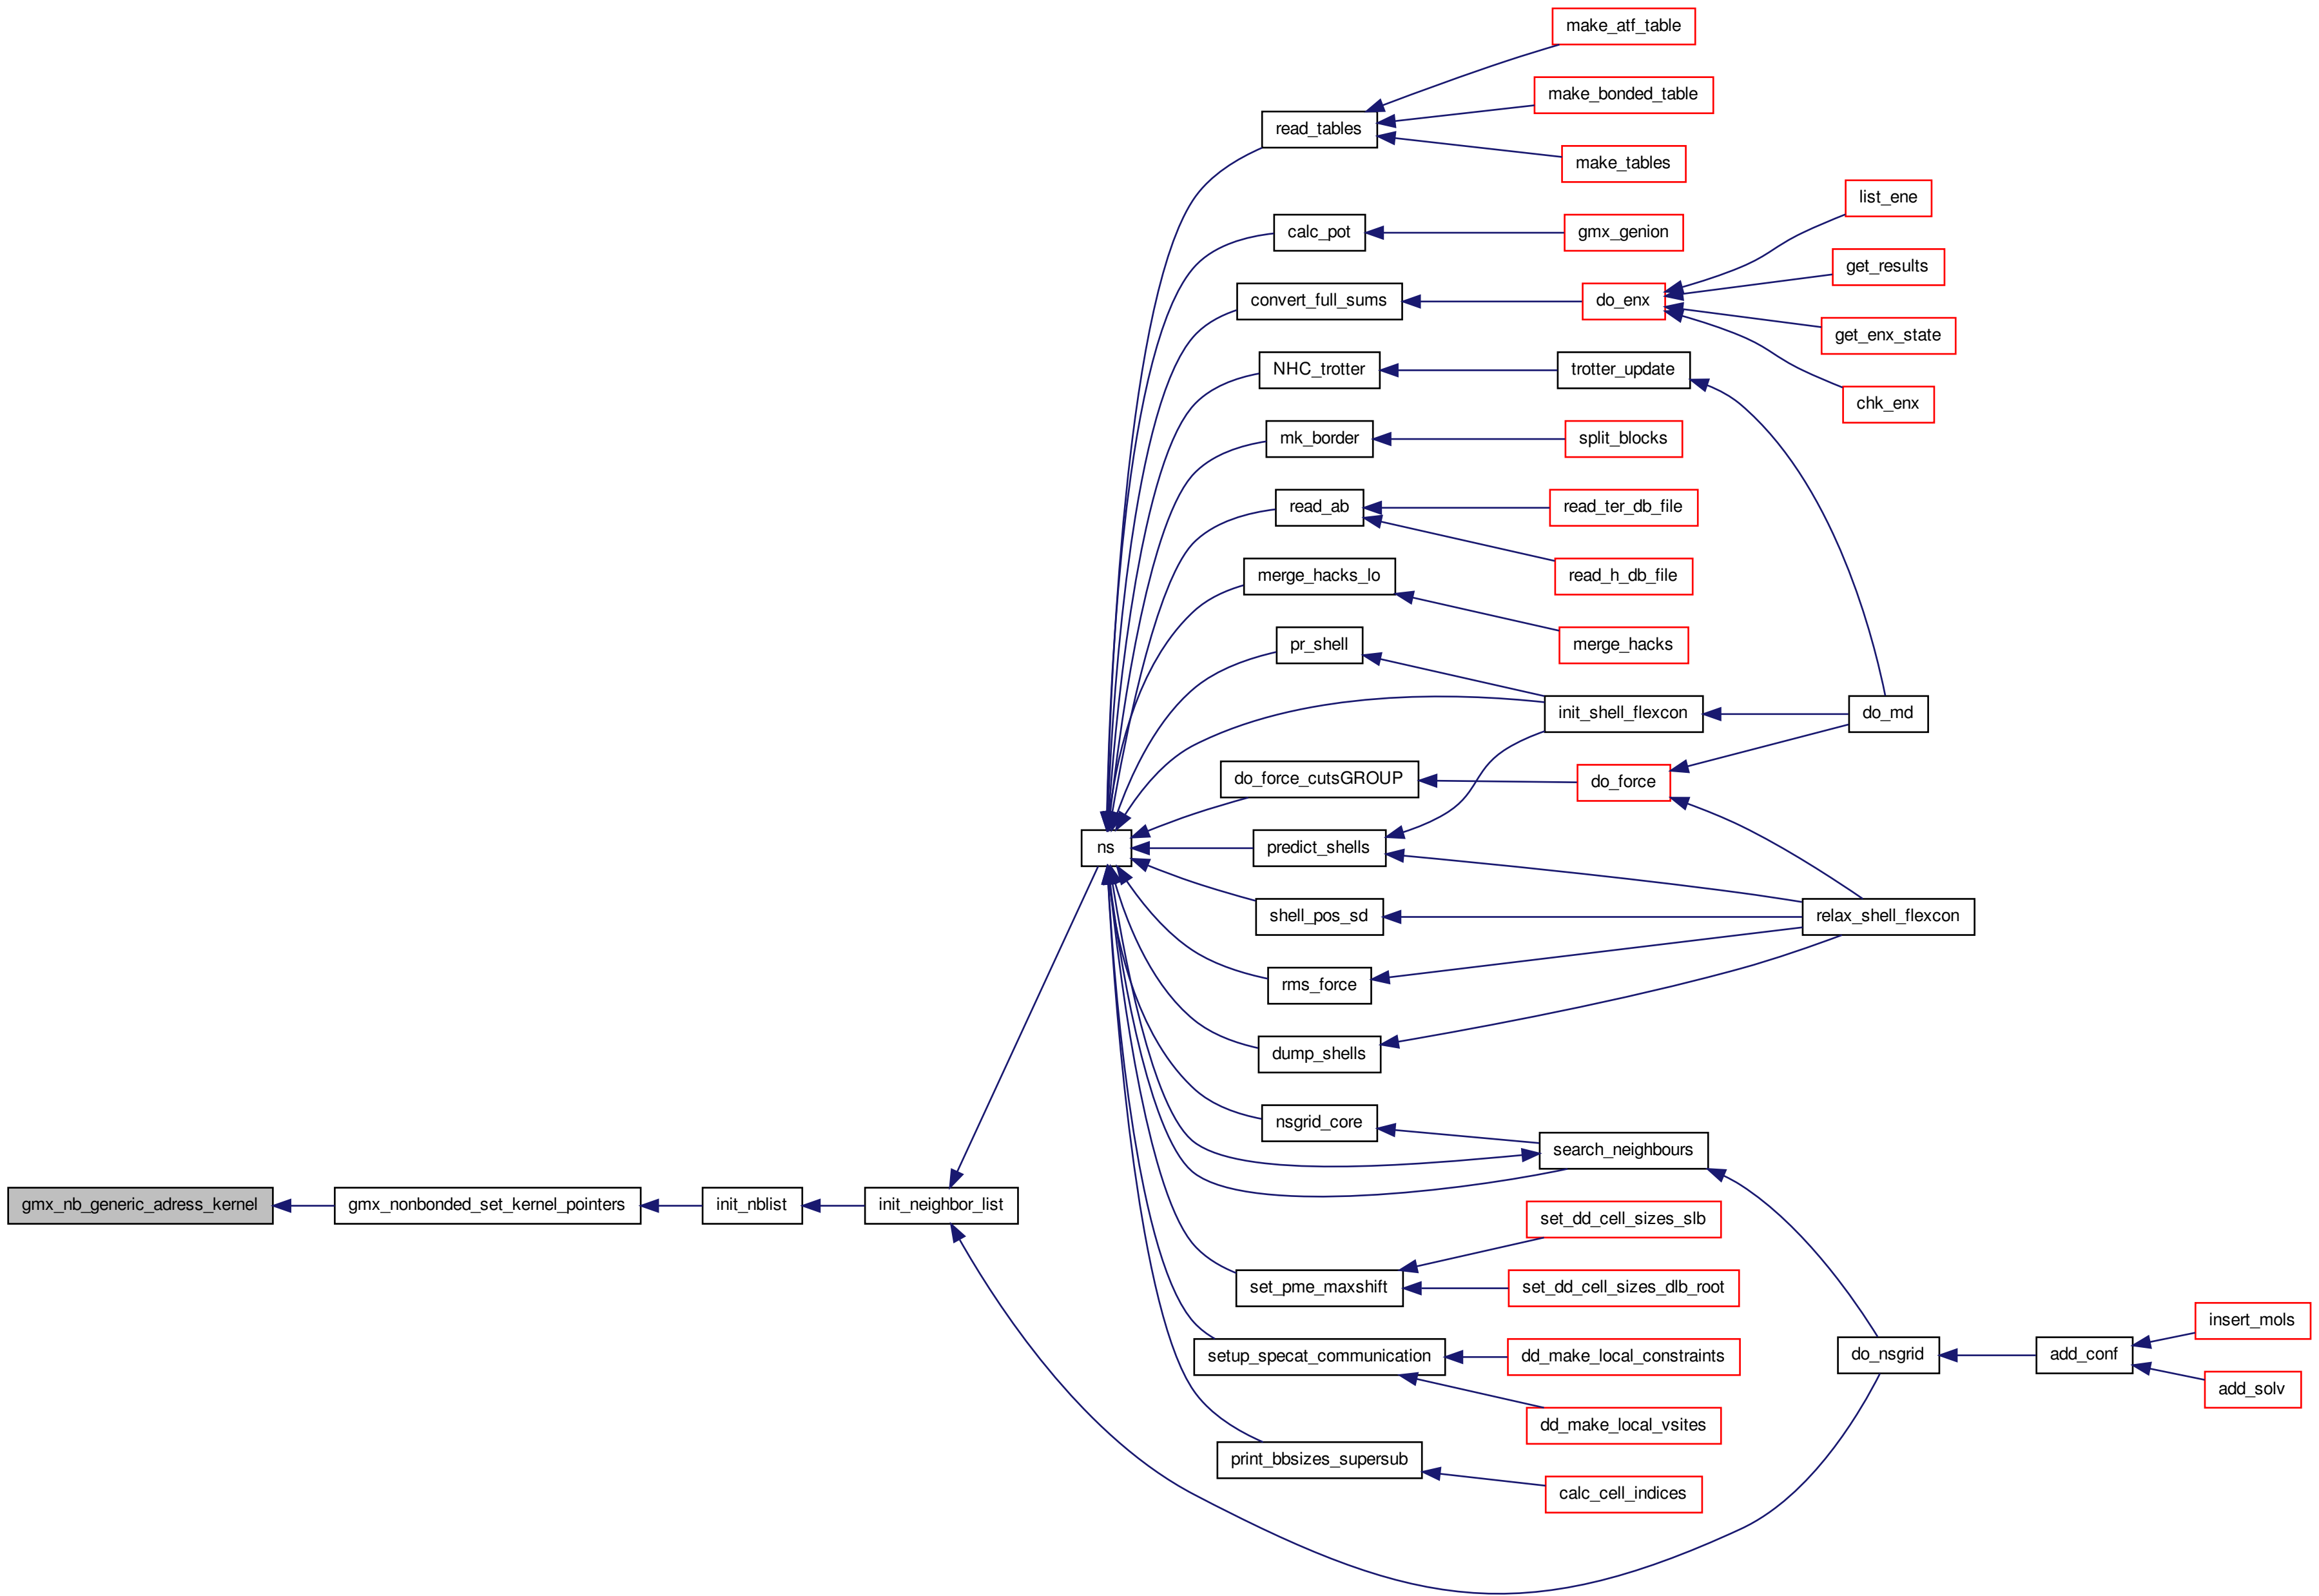 make_atf_table
make_bonded_table
read_tables
make_tables
list_ene
calc_pot
gmx_genion
get_results
convert_full_sums
do_enx
get_enx_state
NHC_trotter
trotter_update
chk_enx
mk_border
split_blocks
read_ab
read_ter_db_file
merge_hacks_lo
read_h_db_file
pr_shell
merge_hacks
init_shell_flexcon
do_md
do_force_cutsGROUP
do_force
ns
predict_shells
shell_pos_sd
relax_shell_flexcon
rms_force
dump_shells
nsgrid_core
search_neighbours
gmx_nb_generic_adress_kernel
gmx_nonbonded_set_kernel_pointers
init_nblist
init_neighbor_list
set_dd_cell_sizes_slb
set_pme_maxshift
set_dd_cell_sizes_dlb_root
insert_mols
setup_specat_communication
dd_make_local_constraints
do_nsgrid
add_conf
add_solv
dd_make_local_vsites
print_bbsizes_supersub
calc_cell_indices